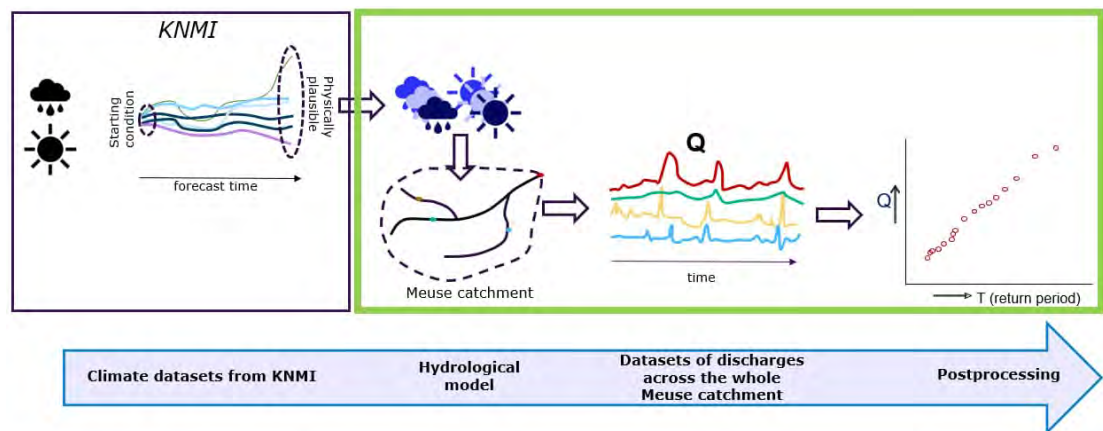 KNMI
Starting
condition
Physically
plausible
forecast time
Meuse catchment
Q
time
Q
T (return period)
Climate datasets from KNMI
Hydrological
model
Datasets of discharges
across the whole
Meuse catchment
Postprocessing